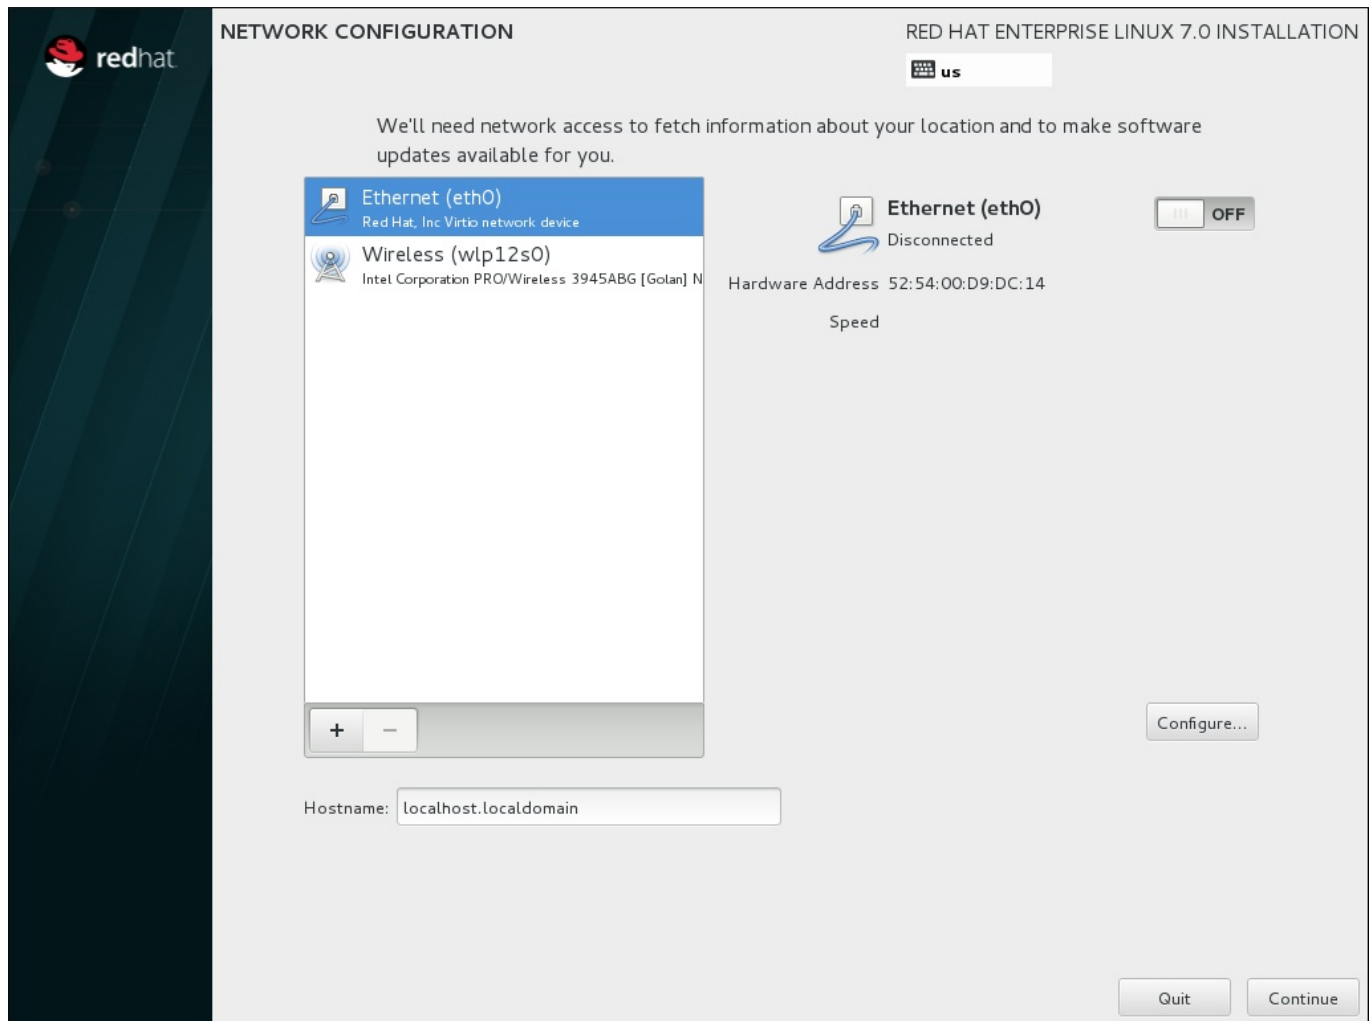 redhat
NETWORK CONFIGURATION
RED HAT ENTERPRISE LINUX 7.0 INSTALLATION
us
We'll need network access to fetch information about your location and to make software
updates available for you.
Ethernet (eth0)
Red Hat, Inc Virtio network device
Wireless (wlp12s0)
Intel Corporation PRO/Wireless 3945ABG [Golan] N
Ethernet (eth0)
OFF
Disconnected
Hardware Address 52:54:00:D9:DC:14
Speed
+ −
Configure...
Hostname: localhost.localdomain
Quit
Continue